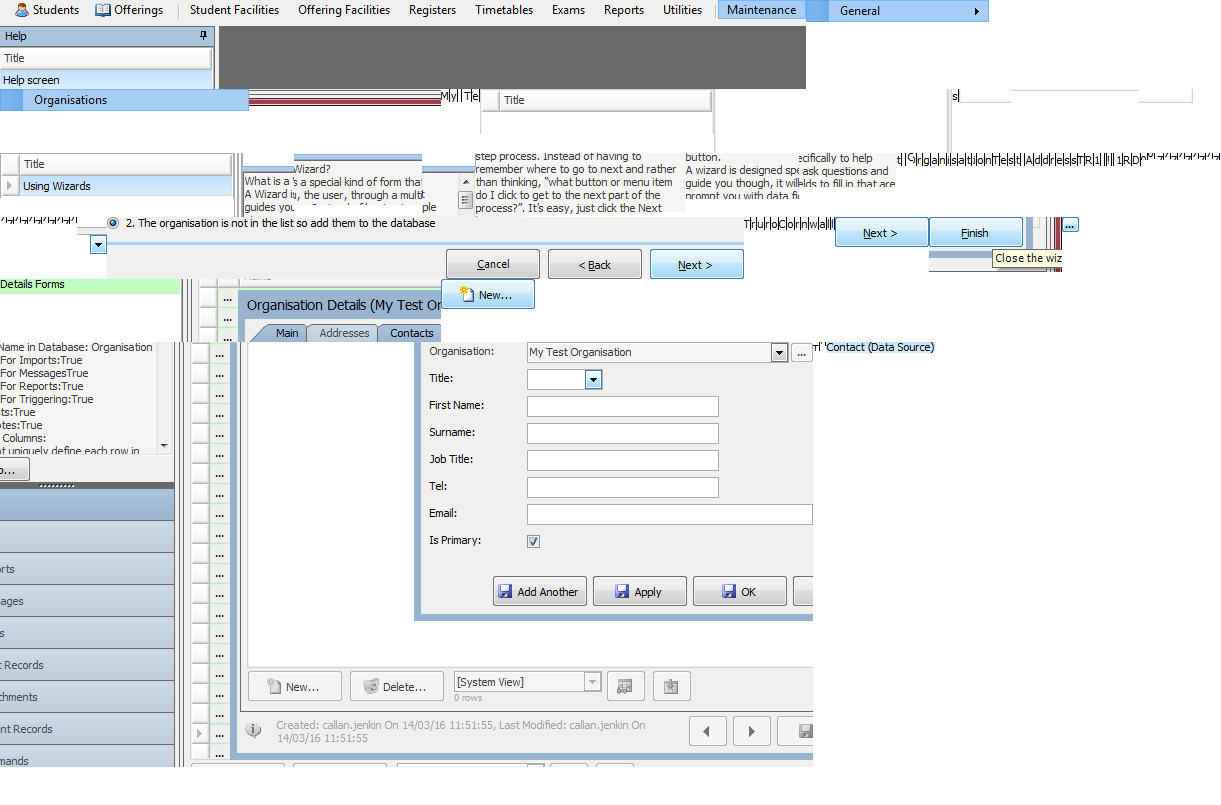 Students Offerings Student Facilities Offering Facilities Registers Timetables Exams Reports Utilities Maintenance General
Help
Title
Help screen
Organisations
My Te
Title
s
Title
Using Wizards
Wizard?
What is a 's a special kind of form that
A Wizard is, the user, through a multi
guides you
step process. Instead of having to
remember where to go to next and rather
than thinking, "what button or menu item
do I click to get to the next part of the
process?". It's easy, just click the Next
button.
A wizard is designed specifically to help
guide you though, it will ask questions and
prompt you with data fields to fill in that are
t Organisation Test Address TR1 1RD
2. The organisation is not in the list so add them to the database
Truro Cornwall
Next >
Finish
...
Close the wiz
Cancel
< Back
Next >
Details Forms
New...
Organisation Details (My Test Or
Main Addresses Contacts
Name in Database: Organisation
For Imports:True
For MessagesTrue
For Reports:True
For Triggering:True
sts:True
otes:True
Columns:
t uniquely define each row in
o...
orts
ages
s
t Records
chments
nt Records
mands
Organisation:
My Test Organisation
...
'Contact (Data Source)
Title:
First Name:
Surname:
Job Title:
Tel:
Email:
Is Primary:
Add Another
Apply
OK
New...
Delete...
[System View]
0 rows
Created: callan.jenkin On 14/03/16 11:51:55, Last Modified: callan.jenkin On
14/03/16 11:51:55